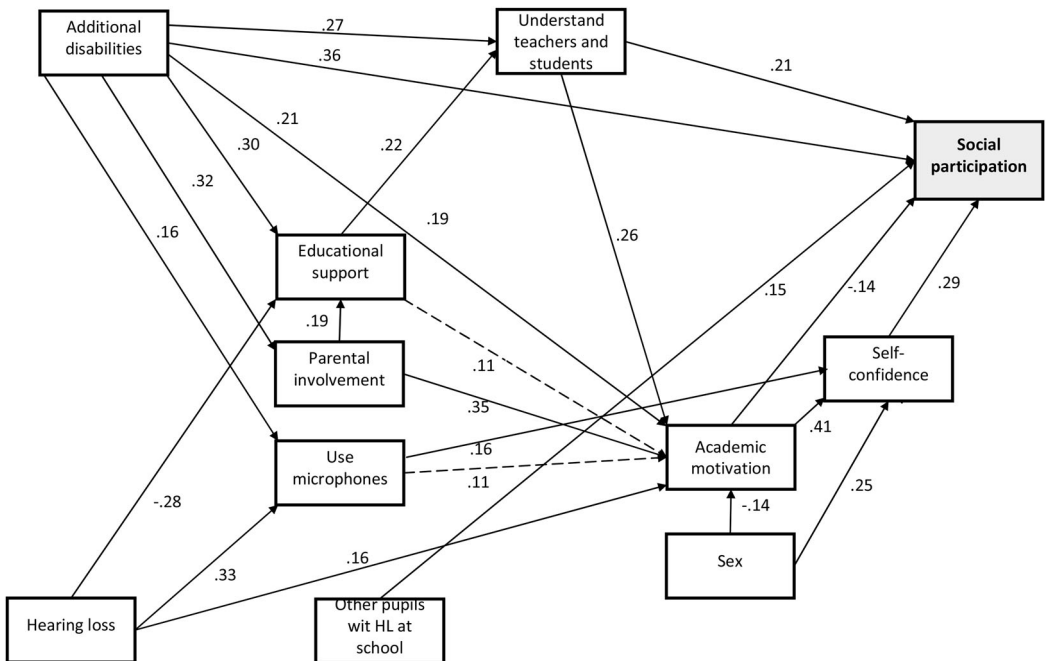 Additional
disabilities
Understand
teachers and
students
Social
participation
.27
.36
.21
.21
.30
.22
.32
.19
.16
.26
Educational
support
.15
-.14
.29
.19
Parental
involvement
.11
Self-
confidence
.35
.41
Use
microphones
.16
.11
Academic
motivation
-.28
-.14
.25
.33
.16
Sex
Hearing loss
Other pupils
wit HL at
school